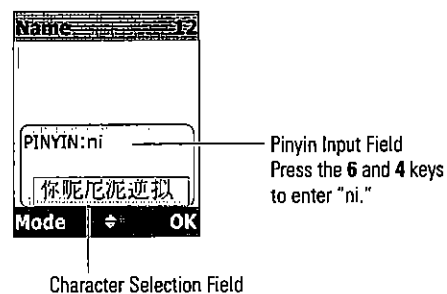 Name 12
PINYIN:ni
你昵尼泥逆拟
Mode OK
Pinyin Input Field
Press the 6 and 4 keys
to enter "ni."
Character Selection Field